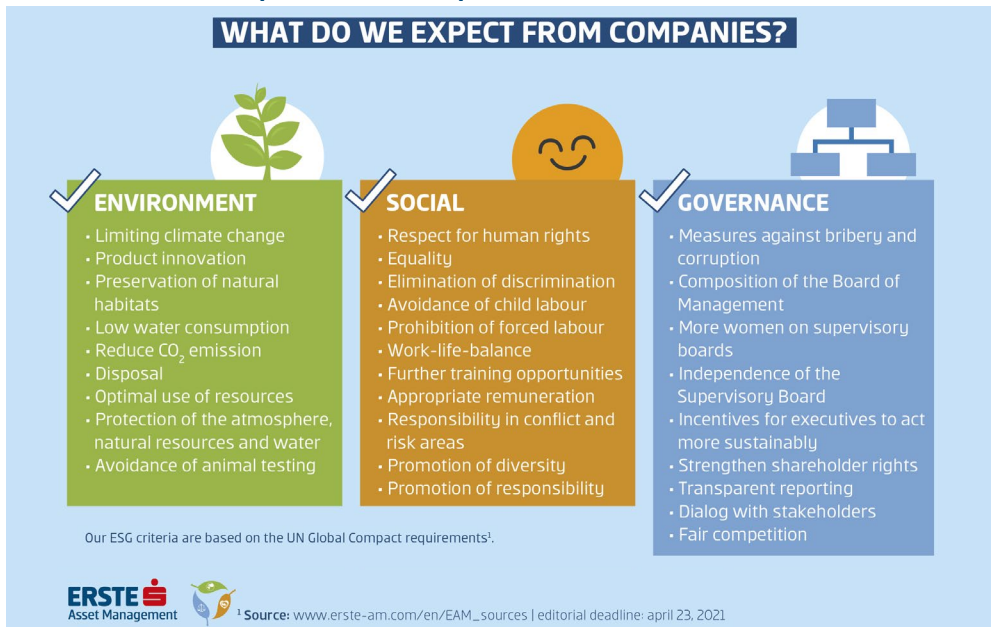 WHAT DO WE EXPECT FROM COMPANIES?
ENVIRONMENT
• Limiting climate change
• Product innovation
• Preservation of natural
habitats
• Low water consumption
• Reduce CO₂ emission
• Disposal
• Optimal use of resources
• Protection of the atmosphere,
natural resources and water
• Avoidance of animal testing
SOCIAL
• Respect for human rights
• Equality
• Elimination of discrimination
• Avoidance of child labour
• Prohibition of forced labour
• Work-life-balance
• Further training opportunities
• Appropriate remuneration
• Responsibility in conflict and
risk areas
• Promotion of diversity
• Promotion of responsibility
GOVERNANCE
• Measures against bribery and
corruption
• Composition of the Board of
Management
• More women on supervisory
boards
• Independence of the
Supervisory Board
• Incentives for executives to act
more sustainably
• Strengthen shareholder rights
• Transparent reporting
• Dialog with stakeholders
• Fair competition
Our ESG criteria are based on the UN Global Compact requirements¹.
ERSTE
Asset Management
¹ Source: www.erste-am.com/en/EAM_sources | editorial deadline: april 23, 2021